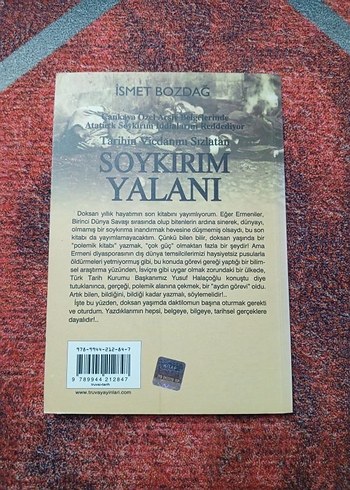 İSMET BOZDAĞ
Çankaya Özel Arşiv Belgelerinde
Atatürk Soykırım İddialarını Reddediyor
Tarihin Vicdanını Sızlatan
SOYKIRIM
YALANI
Doksan yıllık hayatımın son kitabını yayımlıyorum. Eğer Ermeniler,
Birinci Dünya Savaşı sırasında olup bitenlerin ardına sinerek, dünyayı,
olmamış bir soykırıma inandırmak hevesine düşmemiş olsaydı, bu son
kitabı da yayımlamayacaktım. Çünkü bilen bilir, doksan yaşında bir
"polemik kitabı" yazmak, "çok güç" olmaktan fazla bir şeydir! Ama
Ermeni diyasporasının dış dünya temsilcilerimizi haysiyetsiz pusularla
öldürmeleri yetmiyormuş gibi, bu konuda görevi gereği yaptığı bir bilim-
sel araştırma yüzünden, İsviçre gibi uygar olmak zorundaki bir ülkede,
Türk Tarih Kurumu Başkanımız Yusuf Halaçoğlu konuştu diye
tutuklanınca, gerçeği, polemik alanına çekmek, bir "aydın görevi" oldu.
Artık bilen, bildiğini, bildiği kadar yazmalı, söylemelidir!..
İşte bu yüzden, doksan yaşımda daktilomun başına oturmak gerekti
ve oturdum. Yazdıklarımın hepsi, belgeye, bilgeye, tarihsel gerçeklere
dayalıdır!..
978-9944-212-84-7
9 789944 212847
www.truvayayinlari.com